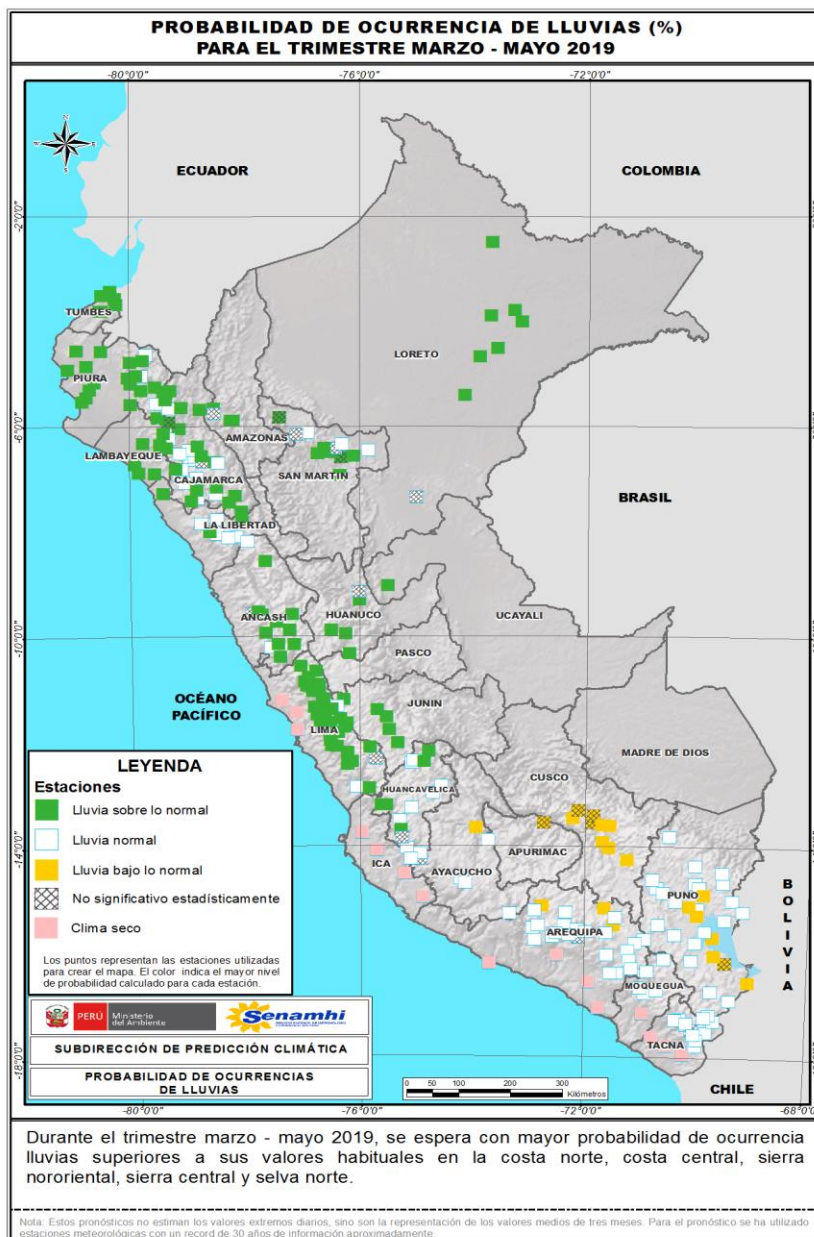 PROBABILIDAD DE OCURRENCIA DE LLUVIAS (%)
PARA EL TRIMESTRE MARZO - MAYO 2019
-80°0'0"
-76°0'0"
-72°0'0"
ECUADOR
COLOMBIA
-2°0'0"
TUMBES
LORETO
PIURA
-6°0'0"
AMAZONAS
LAMBAYEQUE
SAN MARTIN
CAJAMARCA
BRASIL
LA LIBERTAD
ANCASH
HUANUCO
UCAYALI
-10°0'0"
PASCO
OCÉANO
PACÍFICO
JUNIN
LIMA
MADRE DE DIOS
CUSCO
HUANCAVELICA
-14°0'0"
ICA
APURIMAC
AYACUCHO
PUNO
BOLIVIA
AREQUIPA
MOQUEGUA
TACNA
-18°0'0"
CHILE
LEYENDA
Estaciones
Lluvia sobre lo normal
Lluvia normal
Lluvia bajo lo normal
No significativo estadísticamente
Clima seco
Los puntos representan las estaciones utilizadas
para crear el mapa. El color indica el mayor nivel
de probabilidad calculado para cada estación.
PERÚ Ministerio
del Ambiente
Senamhi
SUBDIRECCIÓN DE PREDICCIÓN CLIMÁTICA
PROBABILIDAD DE OCURRENCIAS
DE LLUVIAS
0 50 100 200 300
Kilómetros
-80°0'0"
-76°0'0"
-72°0'0"
-68°0'0"
Durante el trimestre marzo - mayo 2019, se espera con mayor probabilidad de ocurrencia
lluvias superiores a sus valores habituales en la costa norte, costa central, sierra
nororiental, sierra central y selva norte.
Nota: Estos pronósticos no estiman los valores extremos diarios, sino son la representación de los valores medios de tres meses. Para el pronóstico se ha utilizado
estaciones meteorológicas con un record de 30 años de información aproximadamente.